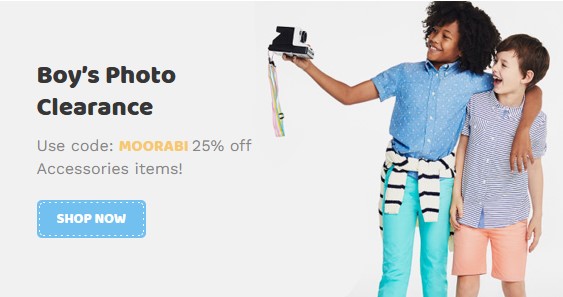 Boy's Photo
Clearance
Use code: MOORABI 25% off
Accessories items!
SHOP NOW